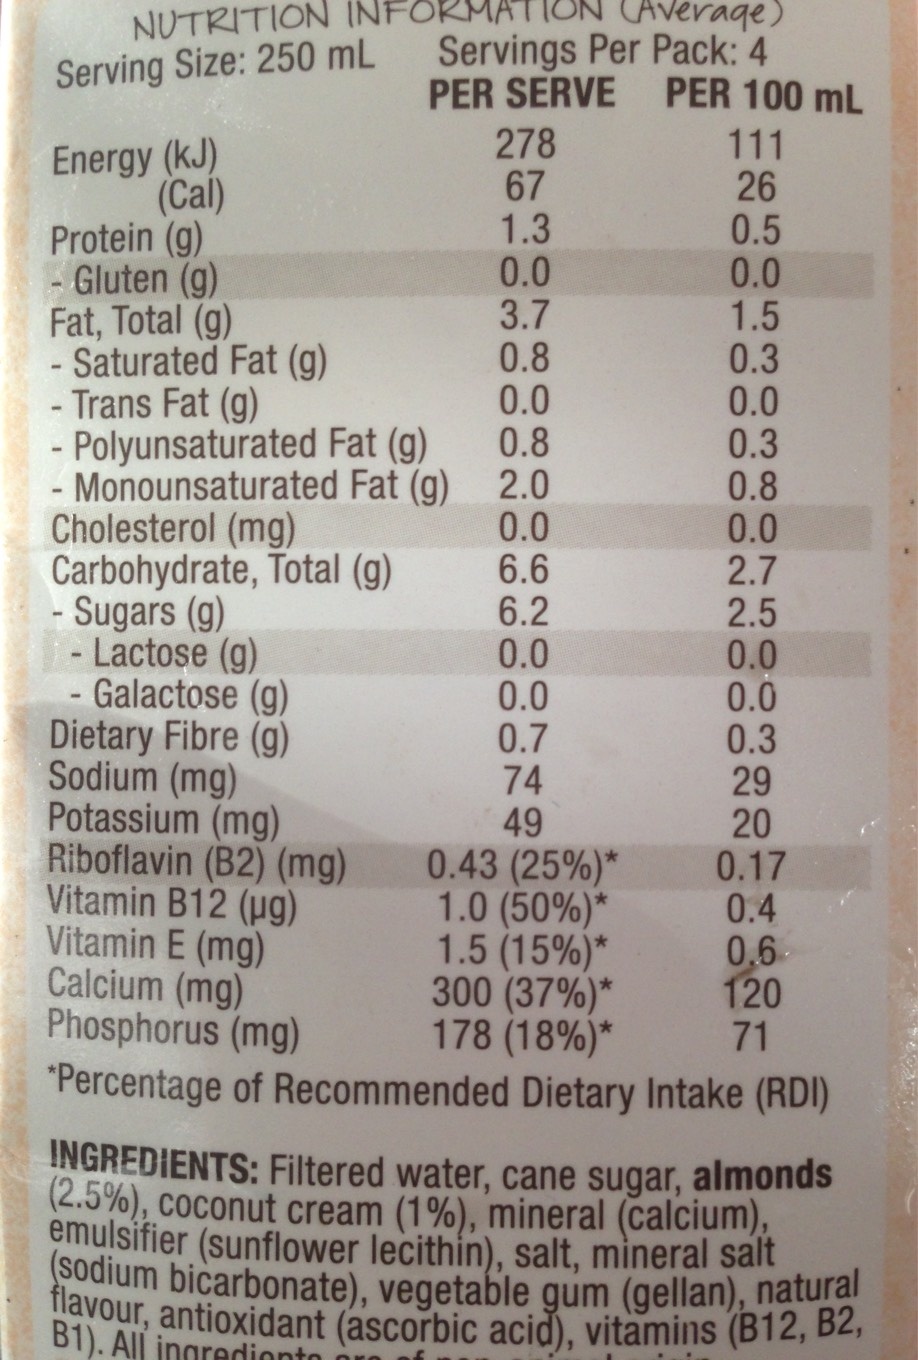 NUTRITION INFORMATION (Average)
Serving Size: 250 mL Servings Per Pack: 4
PER SERVE PER 100 mL
Energy (kJ) 278 111
(Cal) 67 26
Protein (g) 1.3 0.5
- Gluten (g) 0.0 0.0
Fat, Total (g) 3.7 1.5
- Saturated Fat (g) 0.8 0.3
- Trans Fat (g) 0.0 0.0
- Polyunsaturated Fat (g) 0.8 0.3
- Monounsaturated Fat (g) 2.0 0.8
Cholesterol (mg) 0.0 0.0
Carbohydrate, Total (g) 6.6 2.7
- Sugars (g) 6.2 2.5
- Lactose (g) 0.0 0.0
- Galactose (g) 0.0 0.0
Dietary Fibre (g) 0.7 0.3
Sodium (mg) 74 29
Potassium (mg) 49 20
Riboflavin (B2) (mg) 0.43 (25%)* 0.17
Vitamin B12 (µg) 1.0 (50%)* 0.4
Vitamin E (mg) 1.5 (15%)* 0.6
Calcium (mg) 300 (37%)* 120
Phosphorus (mg) 178 (18%)* 71
*Percentage of Recommended Dietary Intake (RDI)
INGREDIENTS: Filtered water, cane sugar, almonds
(2.5%), coconut cream (1%), mineral (calcium),
emulsifier (sunflower lecithin), salt, mineral salt
(sodium bicarbonate), vegetable gum (gellan), natural
flavour, antioxidant (ascorbic acid), vitamins (B12, B2,
B1). All ingredients are of